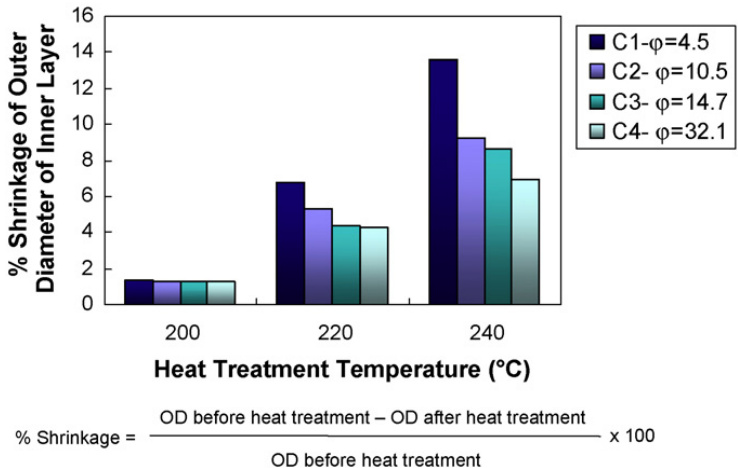 16
14
12
10
8
6
4
2
0
% Shrinkage of Outer
Diameter of Inner Layer
200
220
240
Heat Treatment Temperature (°C)
C1-φ=4.5
C2- φ=10.5
C3- φ=14.7
C4- φ=32.1
% Shrinkage = OD before heat treatment – OD after heat treatment x 100
OD before heat treatment